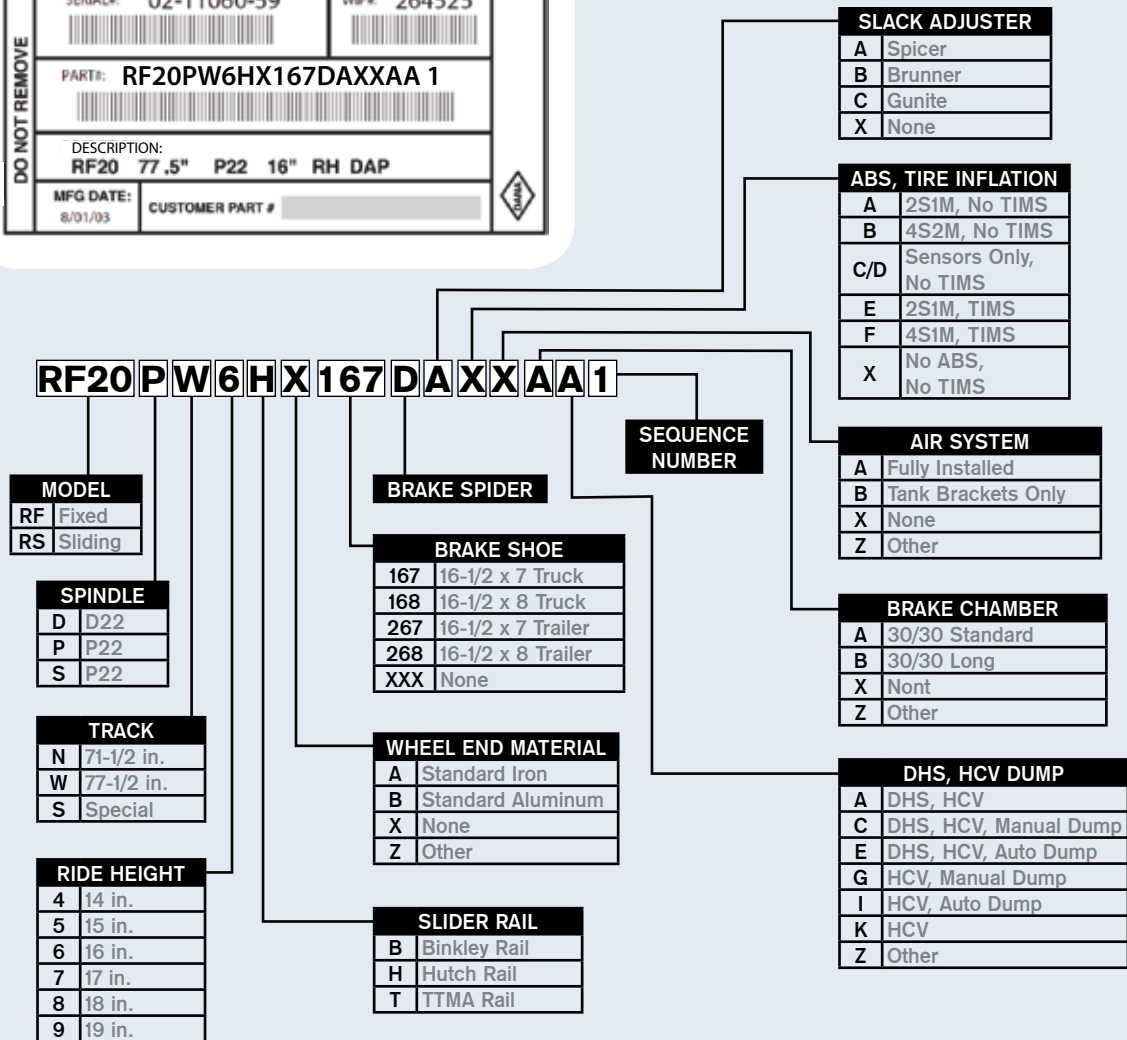 DO NOT REMOVE
02-11060-59
264525
PART#: RF20PW6HX167DAXXAA 1
DESCRIPTION:
RF20 77 .5" P22 16" RH DAP
MFG DATE:
8/01/03
CUSTOMER PART #
DANA
RF20 P W 6 H X 167 D A X X A A 1
SEQUENCE
NUMBER
MODEL
RF Fixed
RS Sliding
SPINDLE
D D22
P P22
S P22
TRACK
N 71-1/2 in.
W 77-1/2 in.
S Special
RIDE HEIGHT
4 14 in.
5 15 in.
6 16 in.
7 17 in.
8 18 in.
9 19 in.
BRAKE SPIDER
BRAKE SHOE
167 16-1/2 x 7 Truck
168 16-1/2 x 8 Truck
267 16-1/2 x 7 Trailer
268 16-1/2 x 8 Trailer
XXX None
WHEEL END MATERIAL
A Standard Iron
B Standard Aluminum
X None
Z Other
SLIDER RAIL
B Binkley Rail
H Hutch Rail
T TTMA Rail
SLACK ADJUSTER
A Spicer
B Brunner
C Gunite
X None
ABS, TIRE INFLATION
A 2S1M, No TIMS
B 4S2M, No TIMS
C/D Sensors Only,
No TIMS
E 2S1M, TIMS
F 4S1M, TIMS
X No ABS,
No TIMS
AIR SYSTEM
A Fully Installed
B Tank Brackets Only
X None
Z Other
BRAKE CHAMBER
A 30/30 Standard
B 30/30 Long
X Nont
Z Other
DHS, HCV DUMP
A DHS, HCV
C DHS, HCV, Manual Dump
E DHS, HCV, Auto Dump
G HCV, Manual Dump
I HCV, Auto Dump
K HCV
Z Other